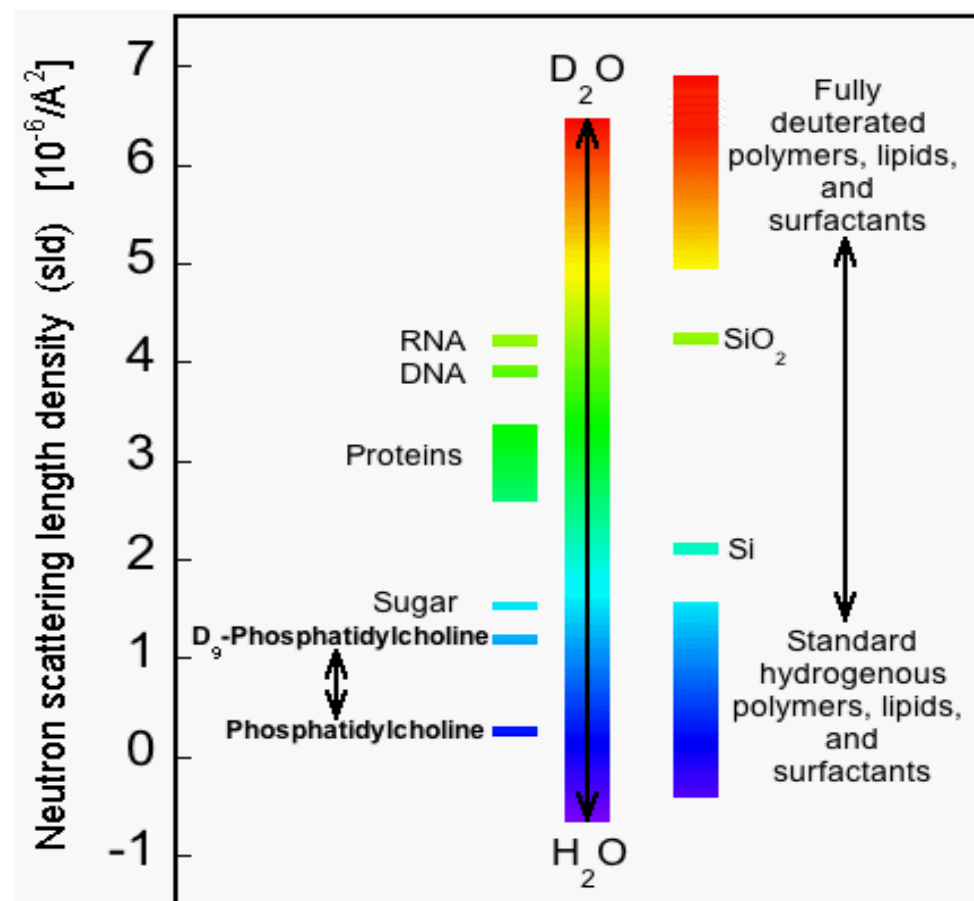 Neutron scattering length density (sld) [10⁻⁶/Å²]
7
6
5
4
3
2
1
0
-1
D₂O
RNA
DNA
Proteins
Sugar
D₉-Phosphatidylcholine
Phosphatidylcholine
H₂O
Fully
deuterated
polymers, lipids,
and
surfactants
SiO₂
Si
Standard
hydrogenous
polymers, lipids,
and
surfactants